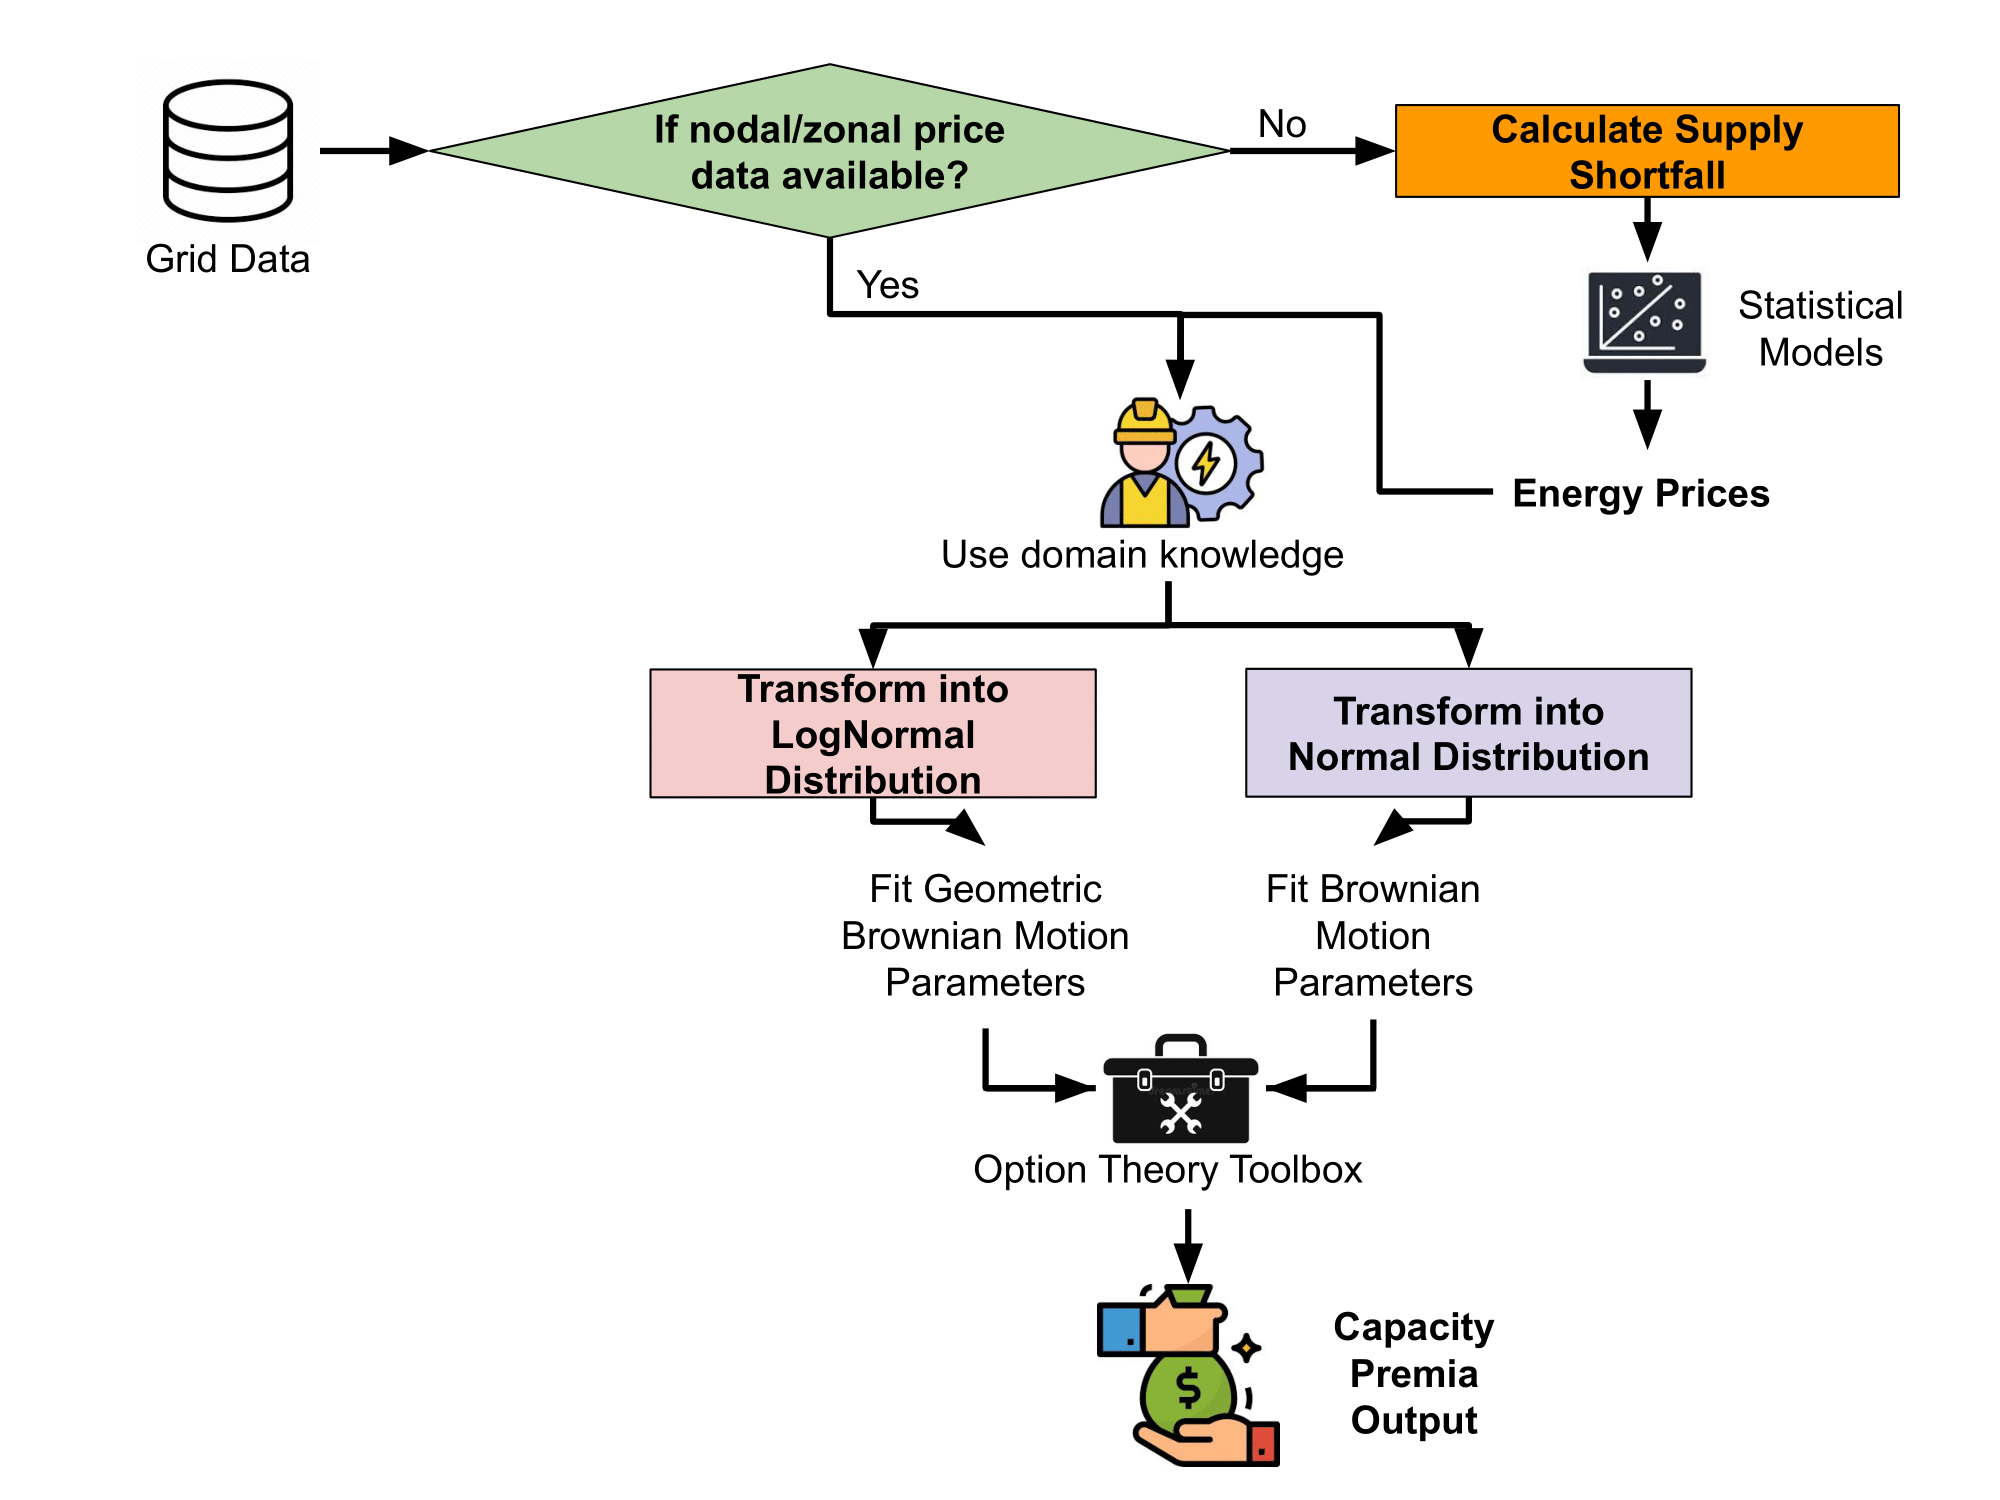 If nodal/zonal price
data available?
No
Calculate Supply
Shortfall
Grid Data
Yes
Statistical
Models
Energy Prices
Use domain knowledge
Transform into
LogNormal
Distribution
Transform into
Normal Distribution
Fit Geometric
Brownian Motion
Parameters
Fit Brownian
Motion
Parameters
Option Theory Toolbox
$
Capacity
Premia
Output